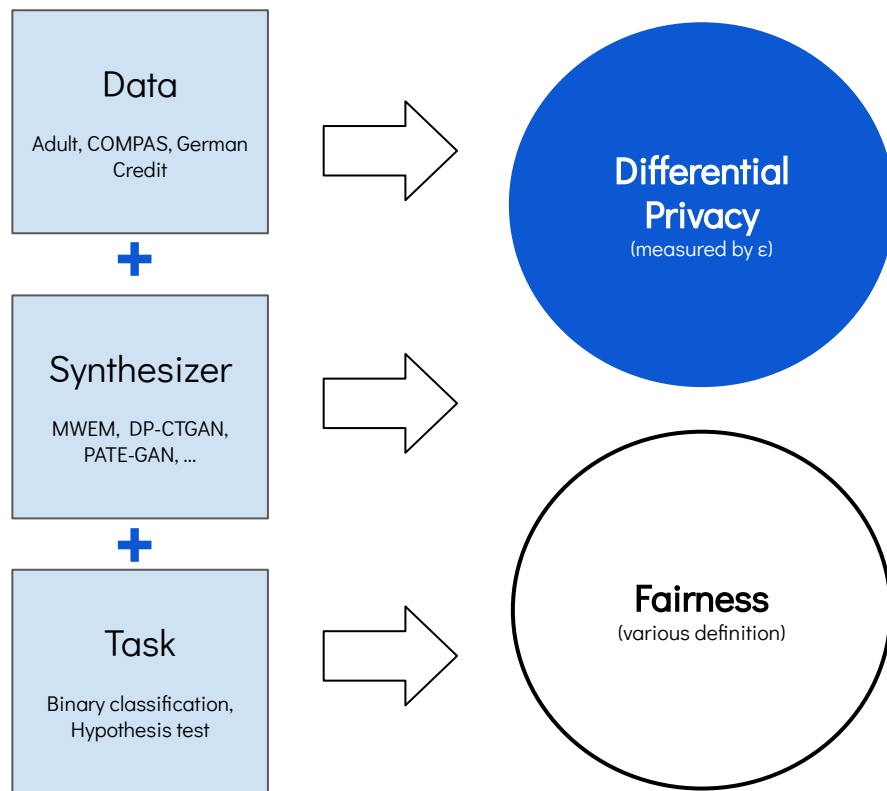 Data
Adult, COMPAS, German
Credit
+
Synthesizer
MWEM, DP-CTGAN,
PATE-GAN, ...
+
Task
Binary classification,
Hypothesis test
Differential
Privacy
(measured by ε)
Fairness
(various definition)